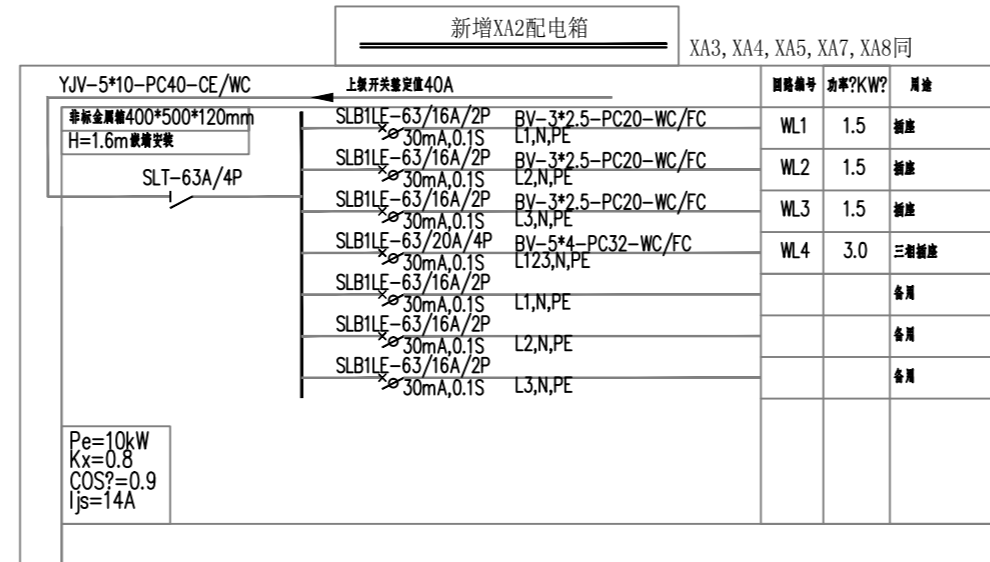 新增XA2配电箱
XA3, XA4, XA5, XA7, XA8同
YJV-5*10-PC40-CE/WC
上级开关整定值40A
回路编号 功率?KW? 用途
非标金属箱400*500*120mm
H=1.6m嵌墙安装
SLT-63A/4P
SLB1LE-63/16A/2P BV-3*2.5-PC20-WC/FC
30mA,0.1S L1,N,PE
WL1 1.5 插座
SLB1LE-63/16A/2P BV-3*2.5-PC20-WC/FC
30mA,0.1S L2,N,PE
WL2 1.5 插座
SLB1LE-63/16A/2P BV-3*2.5-PC20-WC/FC
30mA,0.1S L3,N,PE
WL3 1.5 插座
SLB1LE-63/20A/4P BV-5*4-PC32-WC/FC
30mA,0.1S L123,N,PE
WL4 3.0 三相插座
SLB1LE-63/16A/2P
30mA,0.1S L1,N,PE
备用
SLB1LE-63/16A/2P
30mA,0.1S L2,N,PE
备用
SLB1LE-63/16A/2P
30mA,0.1S L3,N,PE
备用
Pe=10kW
Kx=0.8
COS?=0.9
Ijs=14A